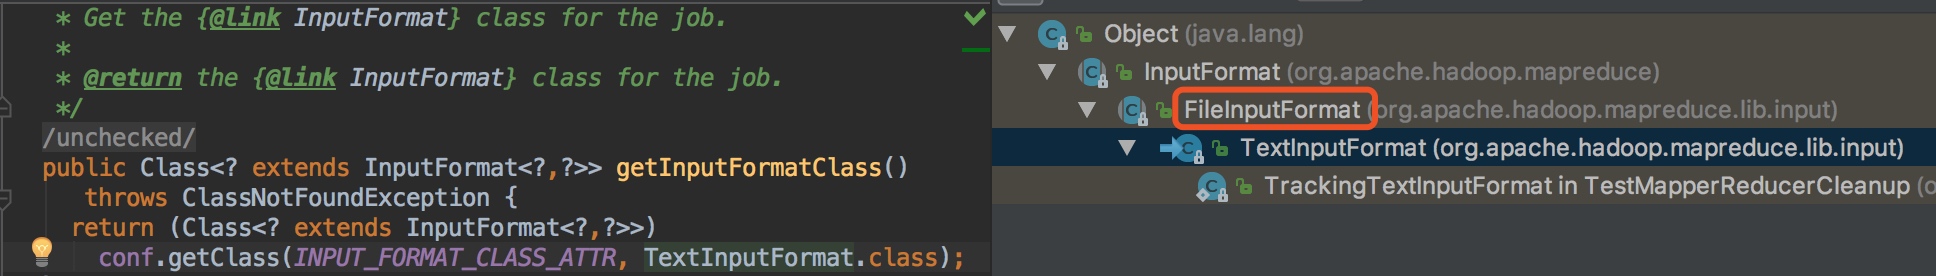 * Get the {@link InputFormat} class for the job.
*
* @return the {@link InputFormat} class for the job.
*/
/unchecked/
public Class<? extends InputFormat<?,?>> getInputFormatClass()
throws ClassNotFoundException {
return (Class<? extends InputFormat<?,?>>)
conf.getClass(INPUT_FORMAT_CLASS_ATTR, TextInputFormat.class);
Object (java.lang)
InputFormat (org.apache.hadoop.mapreduce)
FileInputFormat (org.apache.hadoop.mapreduce.lib.input)
TextInputFormat (org.apache.hadoop.mapreduce.lib.input)
TrackingTextInputFormat in TestMapperReducerCleanup (o